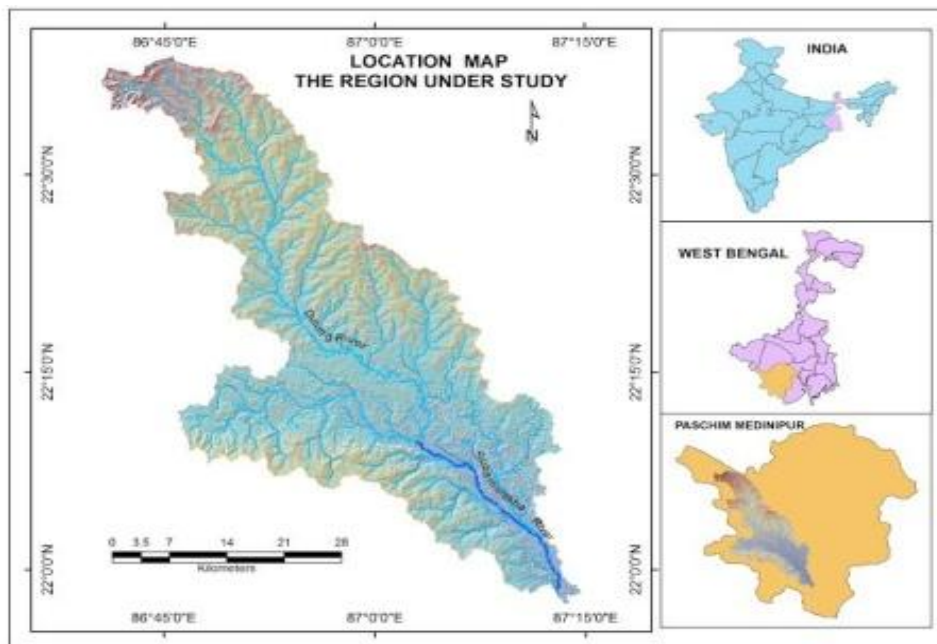 86°45'0"E 87°0'0"E 87°15'0"E
LOCATION MAP
THE REGION UNDER STUDY
N
22°30'0"N
22°15'0"N
22°0'0"N
22°30'0"N
22°15'0"N
22°0'0"N
River
River
0 3.5 7 14 21 28
Kilometers
86°45'0"E 87°0'0"E 87°15'0"E
INDIA
WEST BENGAL
PASCHIM MEDINIPUR